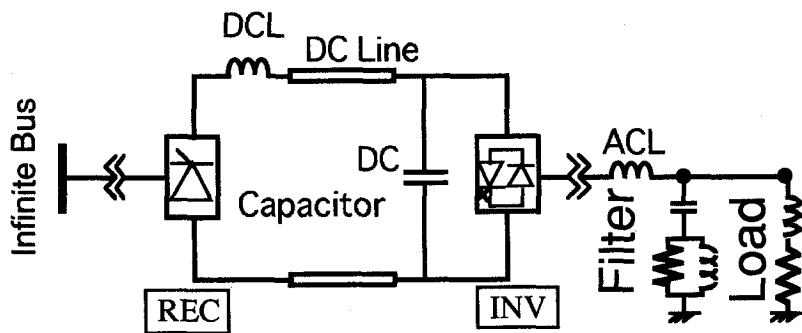 DCL
DC Line
Infinite Bus
DC
Capacitor
ACL
Filter
Load
REC
INV